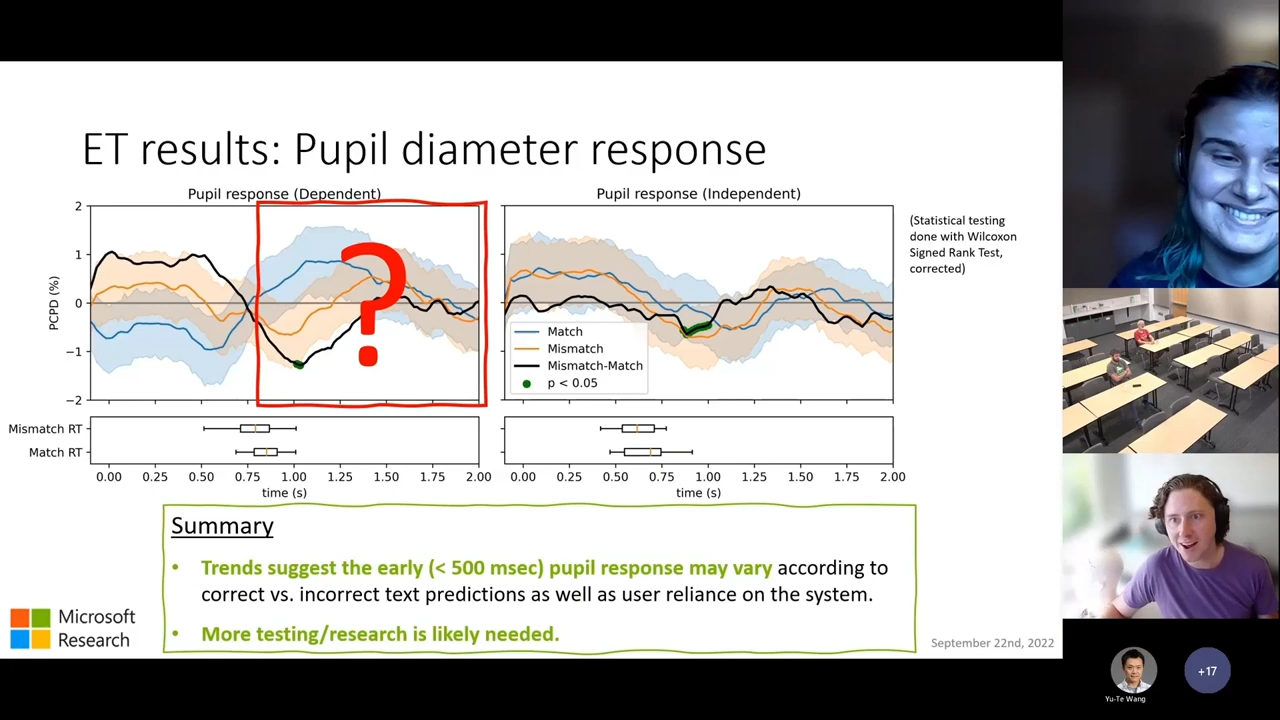 ET results: Pupil diameter response
Pupil response (Dependent)
2
1
0
−1
−2
PCPD (%)
?
Mismatch RT
Match RT
0.00 0.25 0.50 0.75 1.00 1.25 1.50 1.75 2.00
time (s)
Pupil response (Independent)
Match
Mismatch
Mismatch-Match
p < 0.05
0.00 0.25 0.50 0.75 1.00 1.25 1.50 1.75 2.00
time (s)
(Statistical testing
done with Wilcoxon
Signed Rank Test,
corrected)
Summary
• Trends suggest the early (< 500 msec) pupil response may vary according to
correct vs. incorrect text predictions as well as user reliance on the system.
• More testing/research is likely needed.
Microsoft
Research
September 22nd, 2022
Yu-Te Wang
+17